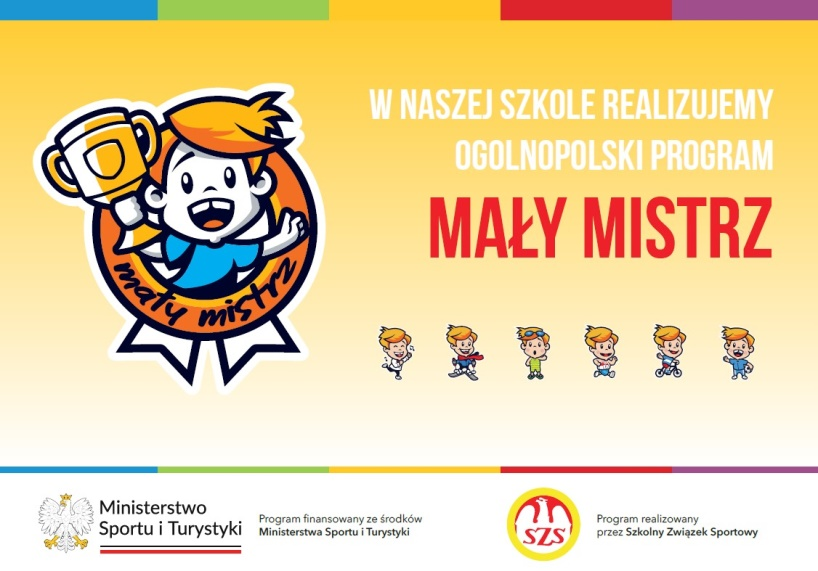 W NASZEJ SZKOLE REALIZUJEMY
OGOLNOPOLSKI PROGRAM
MAŁY MISTRZ
mały mistrz
Ministerstwo
Sportu i Turystyki
Program finansowany ze środków
Ministerstwa Sportu i Turystyki
SZS
Program realizowany
przez Szkolny Związek Sportowy